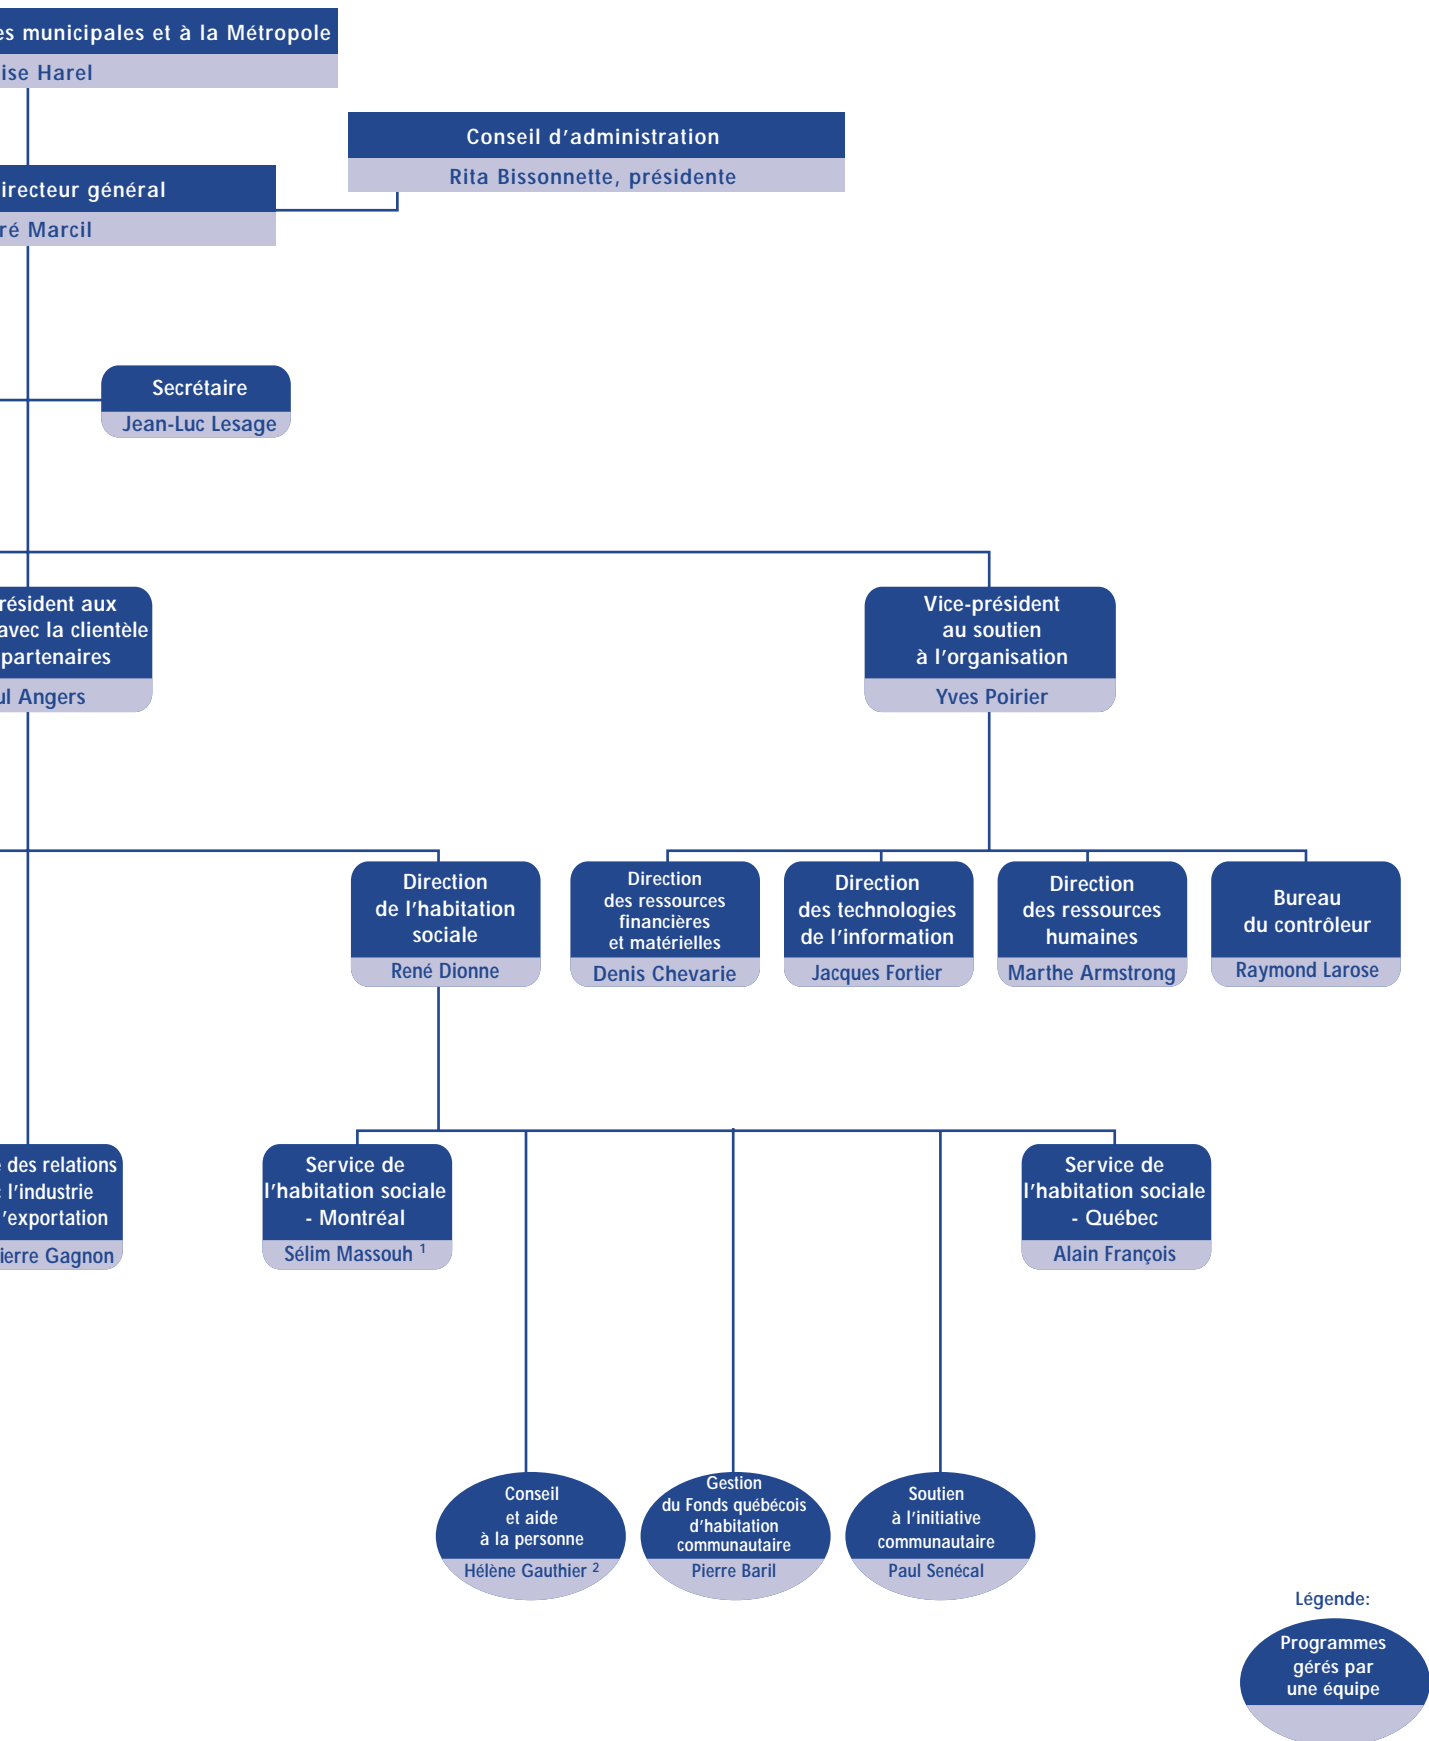 es municipales et à la Métropole
ise Harel
Conseil d'administration
Rita Bissonnette, présidente
irecteur général
ré Marcil
Secrétaire
Jean-Luc Lesage
résident aux
avec la clientèle
partenaires
ul Angers
Vice-président
au soutien
à l'organisation
Yves Poirier
Direction
de l'habitation
sociale
René Dionne
Direction
des ressources
financières
et matérielles
Denis Chevarie
Direction
des technologies
de l'information
Jacques Fortier
Direction
des ressources
humaines
Marthe Armstrong
Bureau
du contrôleur
Raymond Larose
e des relations
c l'industrie
l'exportation
ierre Gagnon
Service de
l'habitation sociale
- Montréal
Sélim Massouh 1
Service de
l'habitation sociale
- Québec
Alain François
Conseil
et aide
à la personne
Hélène Gauthier 2
Gestion
du Fonds québécois
d'habitation
communautaire
Pierre Baril
Soutien
à l'initiative
communautaire
Paul Senécal
Légende:
Programmes
gérés par
une équipe